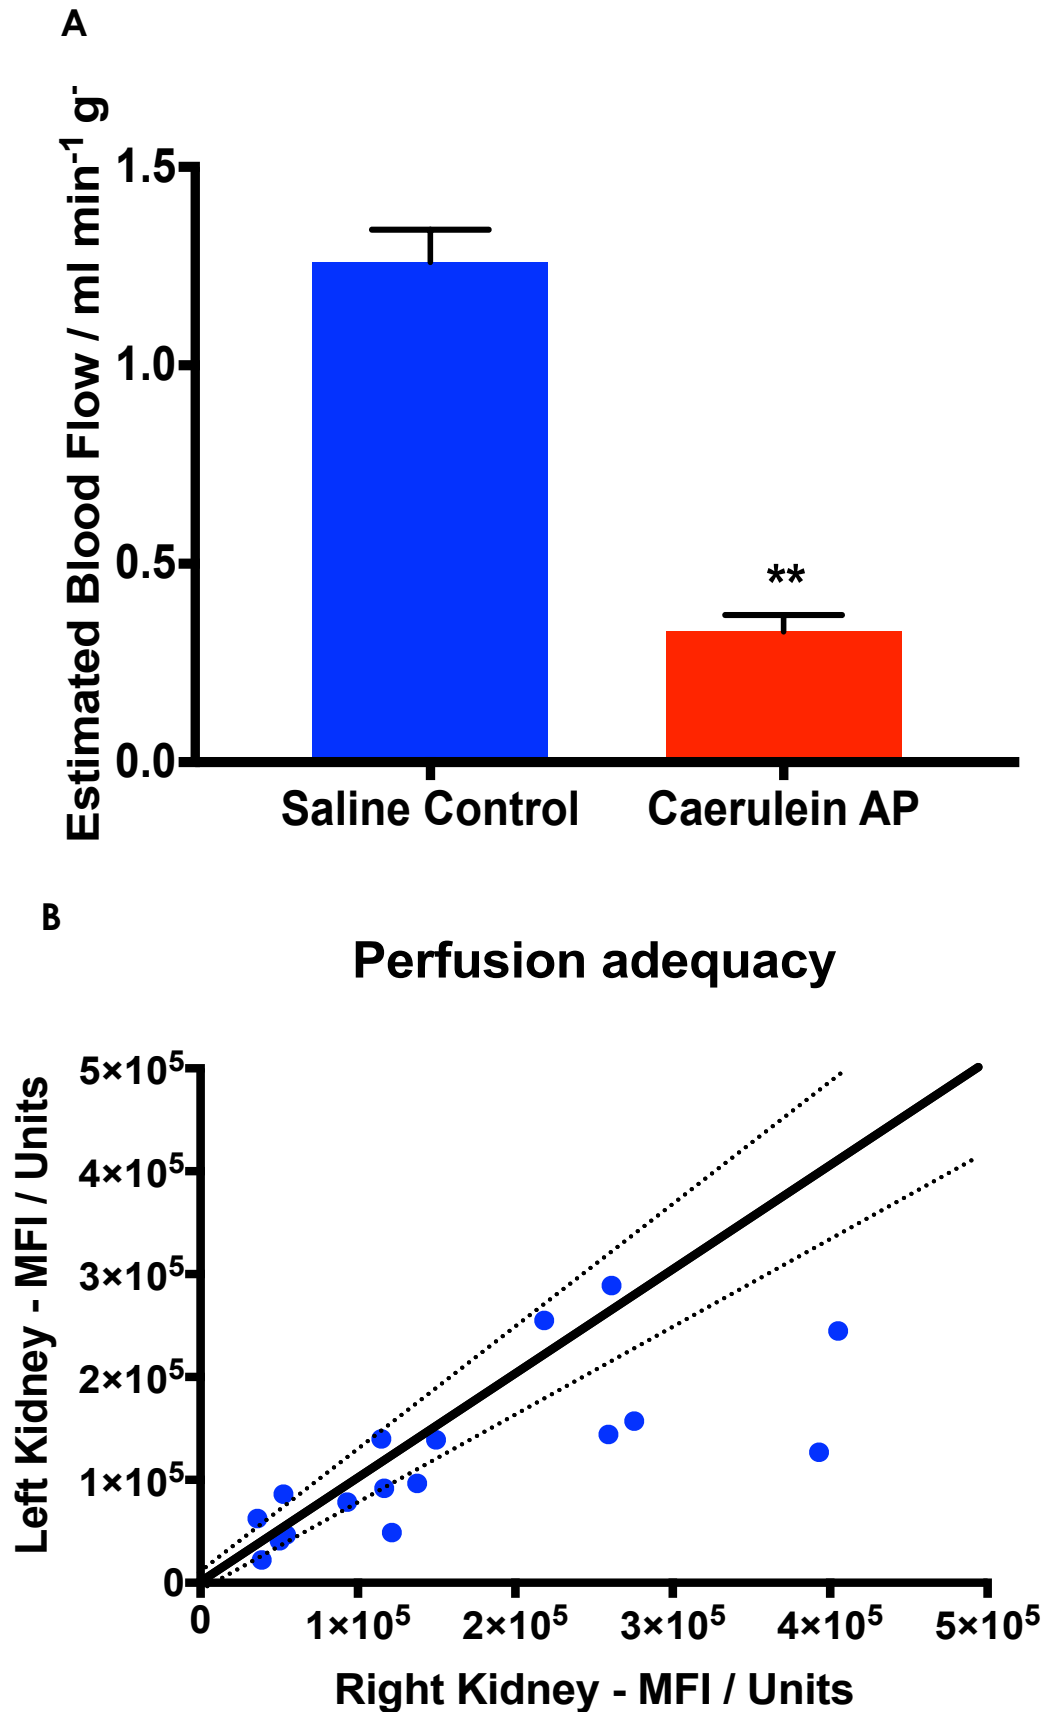 A
Estimated Blood Flow / ml min⁻¹ g⁻
1.5
1.0
0.5
0.0
**
Saline Control Caerulein AP
B
Perfusion adequacy
Left Kidney - MFI / Units
5×10⁵
4×10⁵
3×10⁵
2×10⁵
1×10⁵
0
0 1×10⁵ 2×10⁵ 3×10⁵ 4×10⁵ 5×10⁵
Right Kidney - MFI / Units